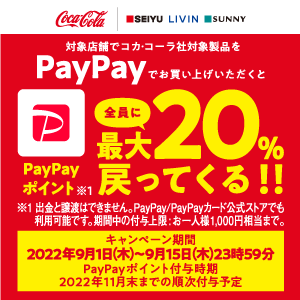 Coca-Cola SEIYU LIVIN SUNNY
対象店舗でコカ・コーラ社対象製品を
PayPayでお買い上げいただくと
全員に
最大20%
戻ってくる!!
PayPay
ポイント※1
※1 出金と譲渡はできません。PayPay/PayPayカード公式ストアでも
利用可能です。期間中の付与上限:お一人様1,000円相当まで。
キャンペーン期間
2022年9月1日(木)～9月15日(木)23時59分
PayPayポイント付与時期
2022年11月末までの順次付与予定